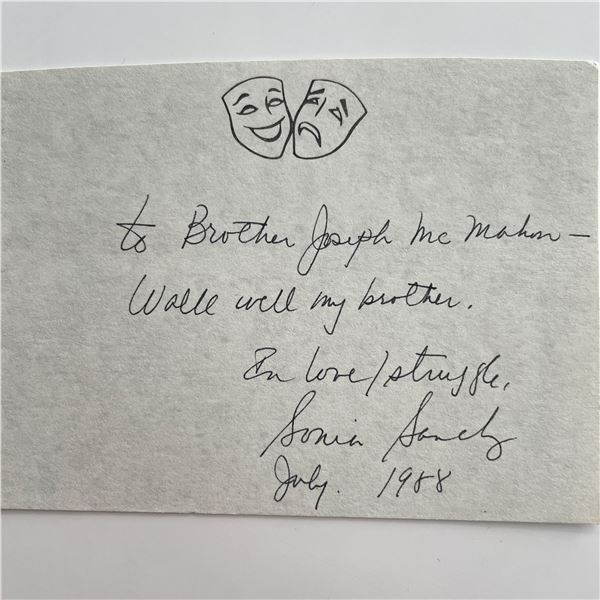 to Brother Joseph Mc Mahon—
Walk well my brother.
In love/struggle,
Sonia Sanchez
July. 1988